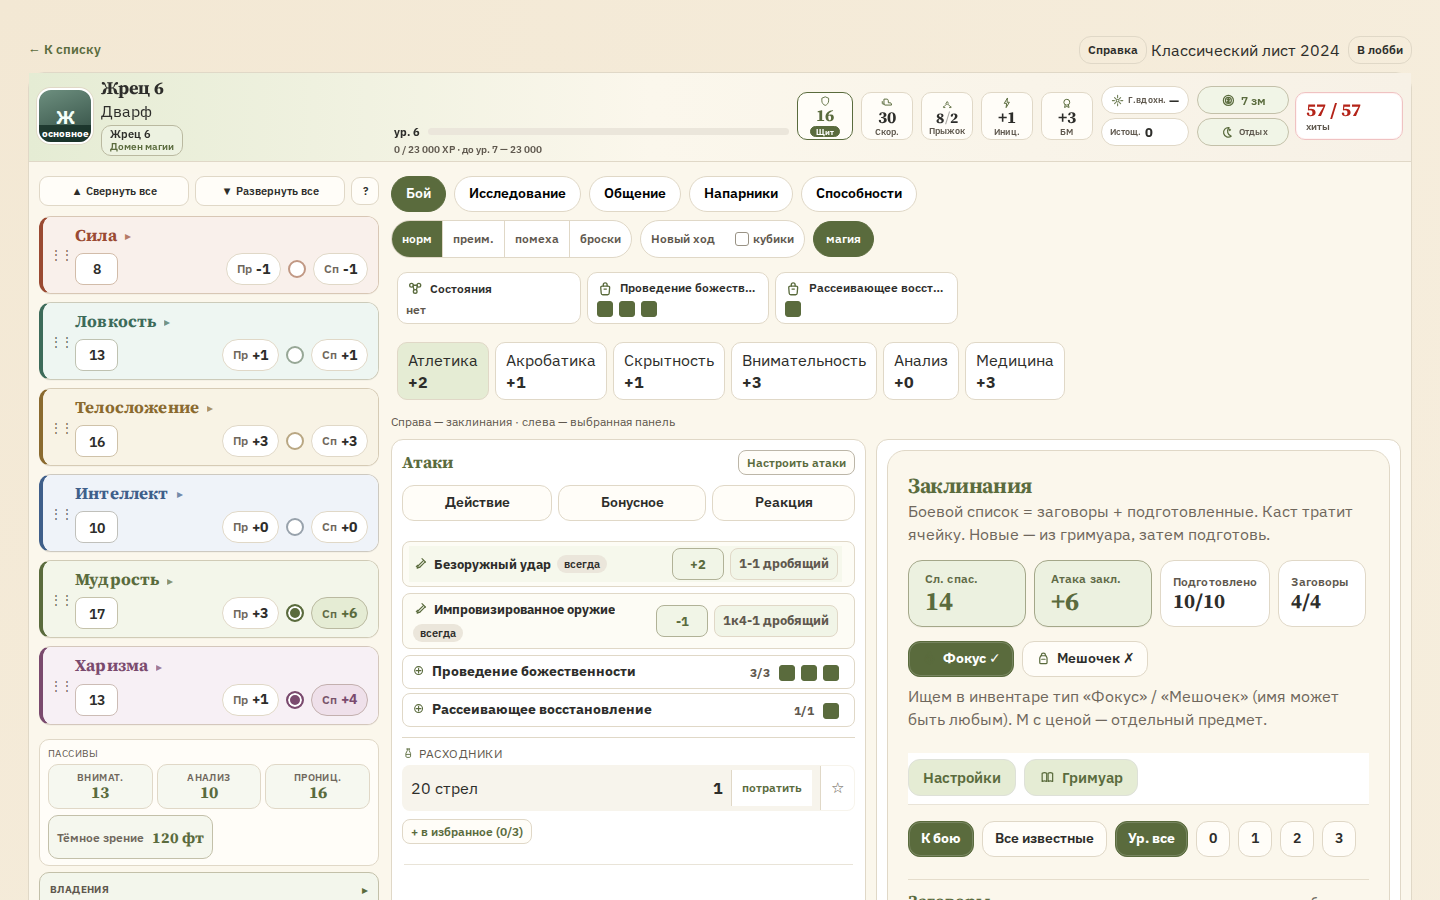 ← К списку
Справка Классический лист 2024 В лобби
Ж
основное
Жрец 6
Дварф
Жрец 6
Домен магии
ур. 6
0 / 23 000 XP · до ур. 7 — 23 000
16
Щит
30
Скор.
8/2
Прыжок
+1
Иниц.
+3
БМ
Г.вдохн. —
Истощ. 0
7 зм
Отдых
57 / 57
хиты
▲ Свернуть все ▼ Развернуть все ?
Сила ▸
8 Пр -1 Сп -1
Ловкость ▸
13 Пр +1 Сп +1
Телосложение ▸
16 Пр +3 Сп +3
Интеллект ▸
10 Пр +0 Сп +0
Мудрость ▸
17 Пр +3 Сп +6
Харизма ▸
13 Пр +1 Сп +4
ПАССИВЫ
ВНИМАТ.
13
АНАЛИЗ
10
ПРОНИЦ.
16
Тёмное зрение 120 фт
ВЛАДЕНИЯ ▸
Бой Исследование Общение Напарники Способности
норм преим. помеха броски Новый ход кубики магия
Состояния
нет
Проведение божеств...
Рассеивающее восст...
Атлетика
+2
Акробатика
+1
Скрытность
+1
Внимательность
+3
Анализ
+0
Медицина
+3
Справа — заклинания · слева — выбранная панель
Атаки Настроить атаки
Действие Бонусное Реакция
Безоружный удар всегда +2 1-1 дробящий
Импровизированное оружие
всегда
-1 1к4-1 дробящий
Проведение божественности 3/3
Рассеивающее восстановление 1/1
РАСХОДНИКИ
20 стрел 1 потратить ☆
+ в избранное (0/3)
Заклинания
Боевой список = заговоры + подготовленные. Каст тратит
ячейку. Новые — из гримуара, затем подготовь.
Сл. спас.
14
Атака закл.
+6
Подготовлено
10/10
Заговоры
4/4
Фокус ✓ Мешочек ✗
Ищем в инвентаре тип «Фокус» / «Мешочек» (имя может
быть любым). М с ценой — отдельный предмет.
Настройки Гримуар
К бою Все известные Ур. все 0 1 2 3